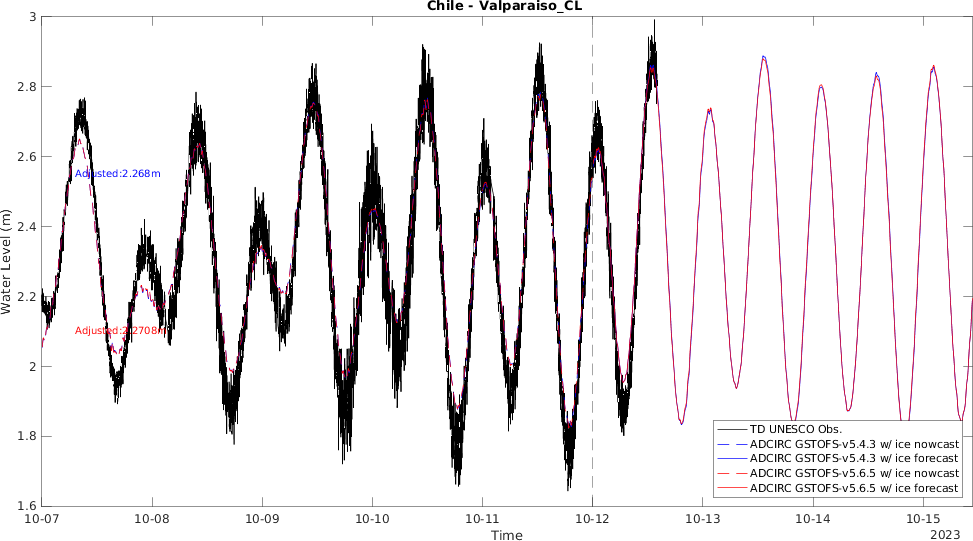 Chile - Valparaiso_CL
3
2.8
2.6
2.4
2.2
2
1.8
1.6
Water Level (m)
Adjusted:2.268m
Adjusted:2.2708m
TD UNESCO Obs.
ADCIRC GSTOFS-v5.4.3 w/ ice nowcast
ADCIRC GSTOFS-v5.4.3 w/ ice forecast
ADCIRC GSTOFS-v5.6.5 w/ ice nowcast
ADCIRC GSTOFS-v5.6.5 w/ ice forecast
10-07 10-08 10-09 10-10 10-11 10-12 10-13 10-14 10-15
Time
2023